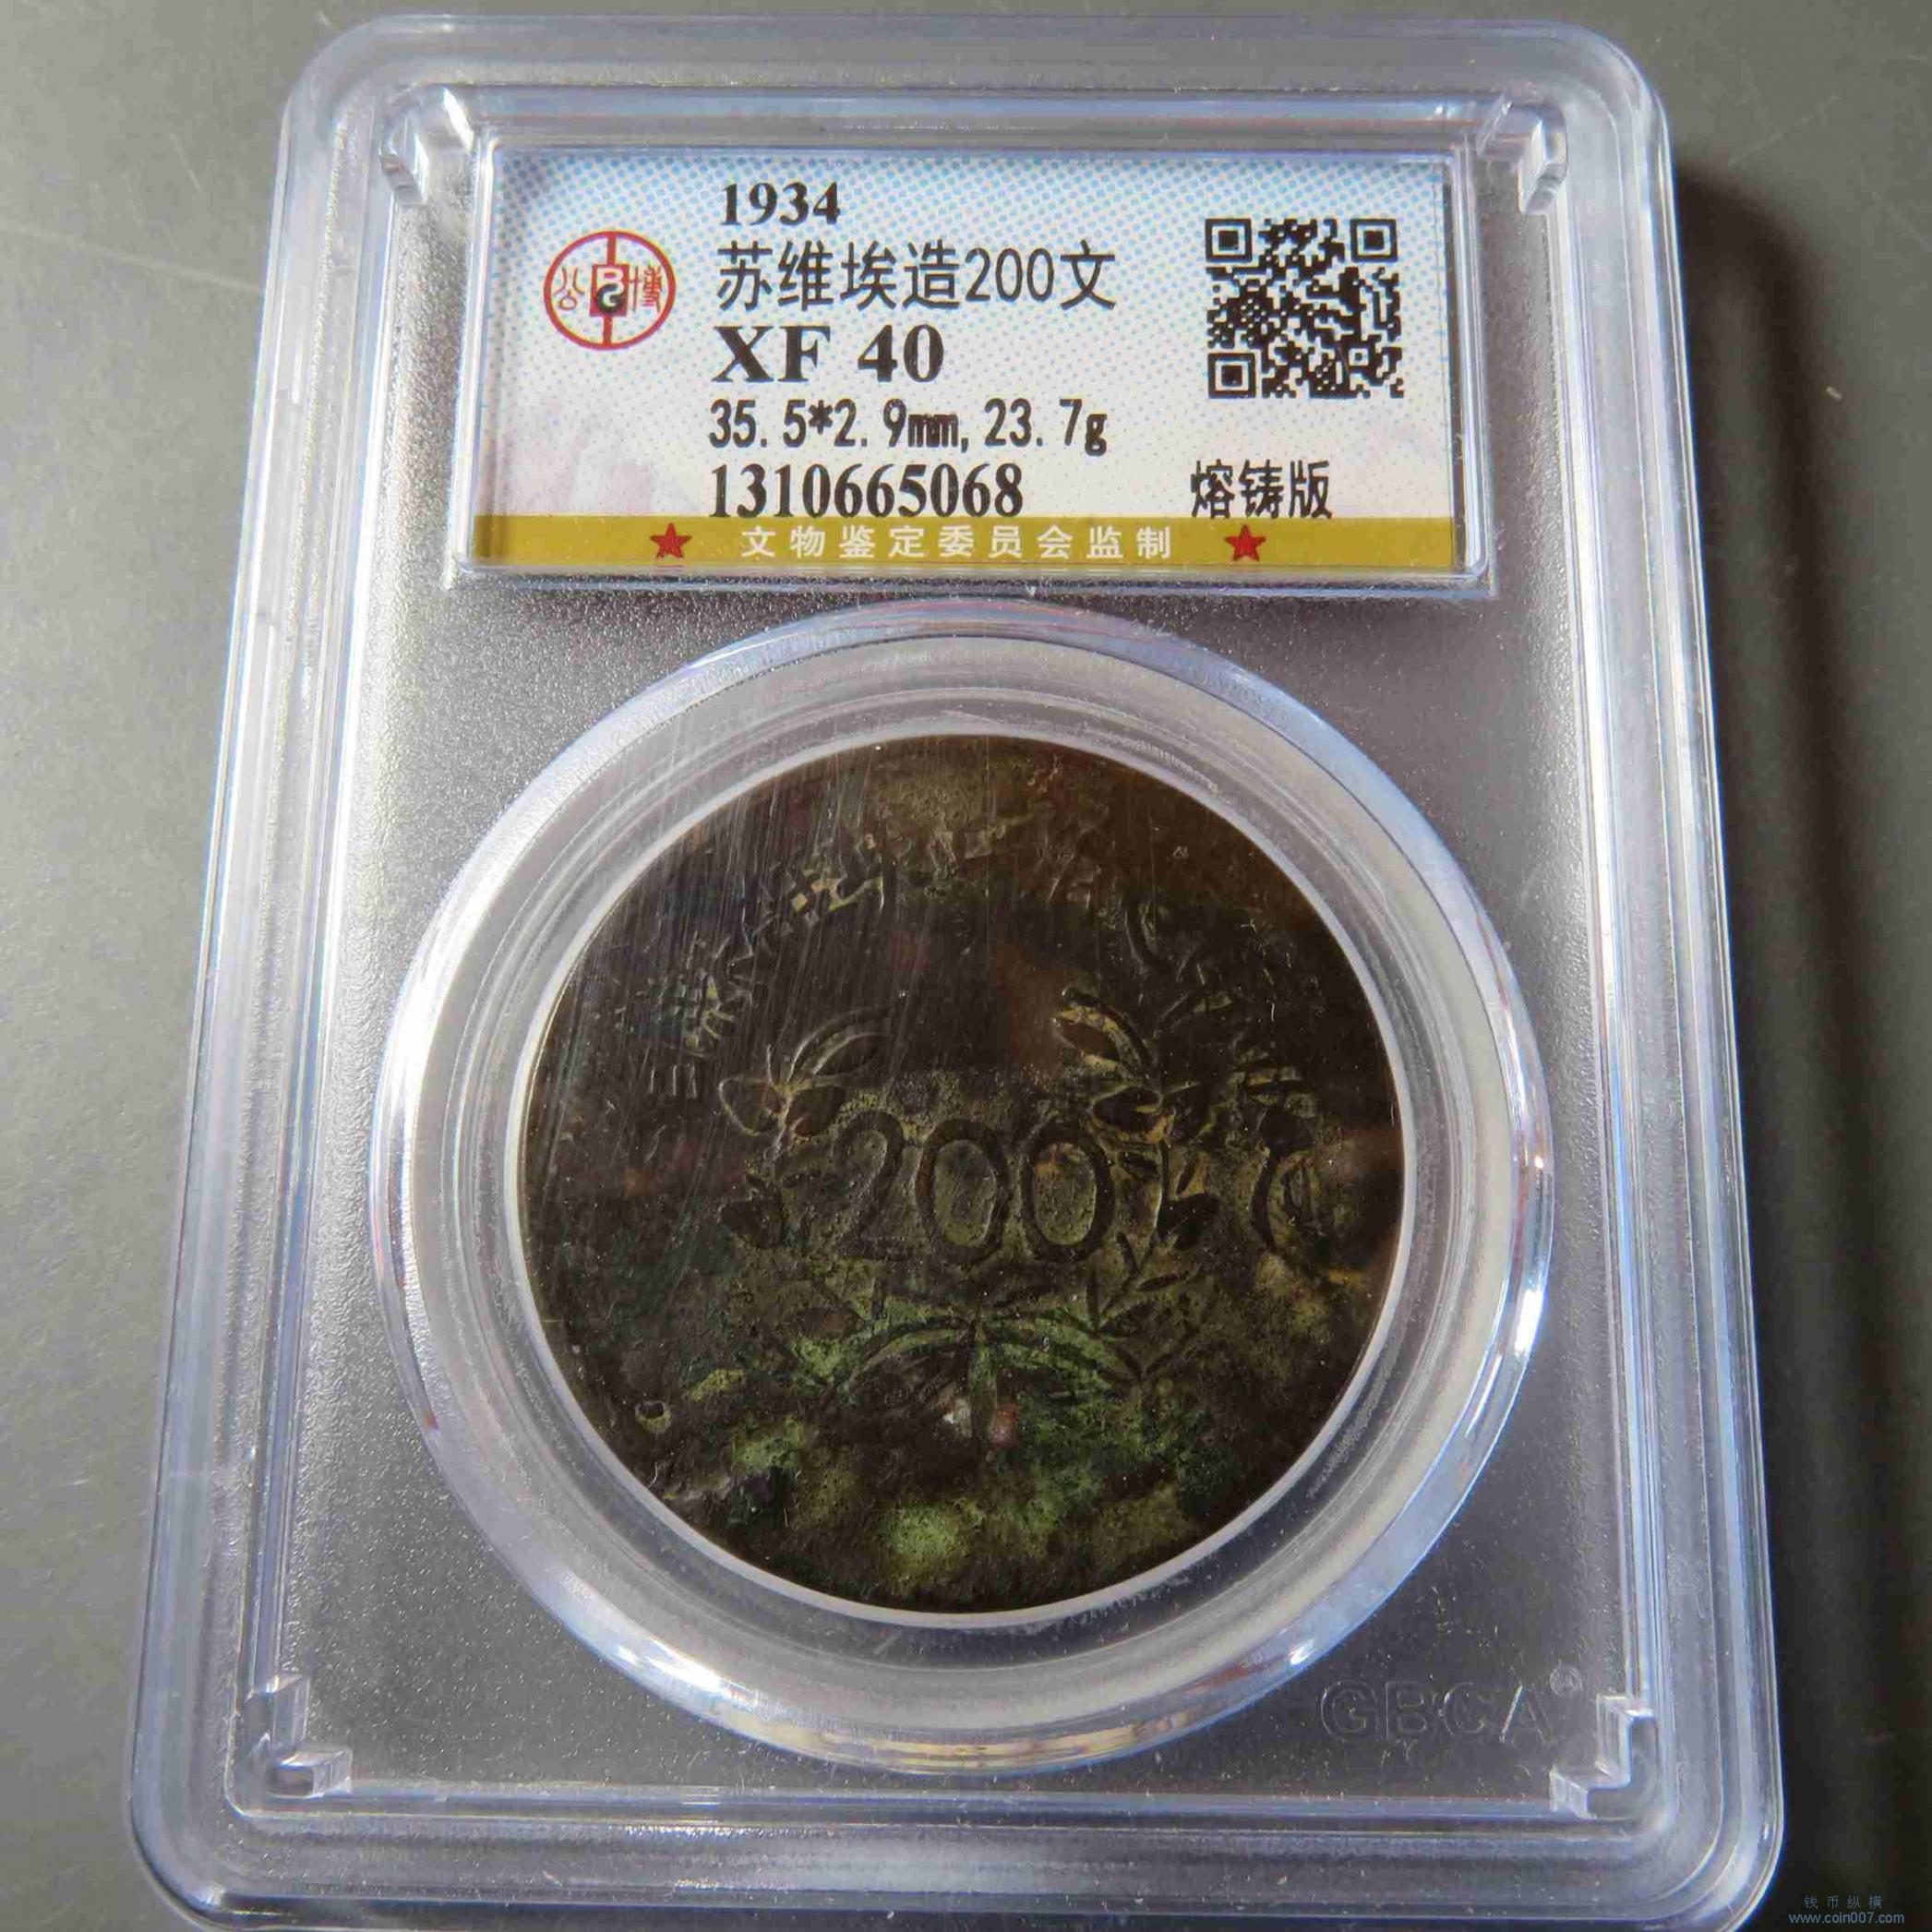 1934
苏维埃造200文
公 博
XF 40
35.5*2.9mm,23.7g
1310665068 熔铸版
★ 文物鉴定委员会监制 ★
200
GBCA®
钱币纵横
www.coin007.com